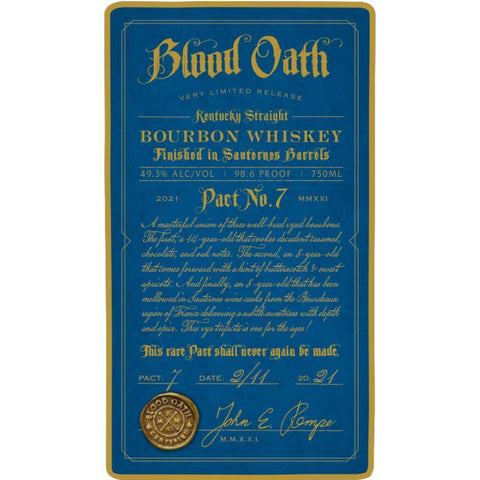 Blood Oath
VERY LIMITED RELEASE
Kentucky Straight
BOURBON WHISKEY
Finished in Sauternes Barrels
49.3% ALC/VOL | 98.6 PROOF | 750ML
2021 Pact No. 7 MMXXI
A masterful union of three well-bred ryed bourbons.
The first, a 14-year-old that evokes decadent caramel,
chocolate, and oak notes. The second, an 8-year-old
that comes forward with a hint of butterscotch & sweet
apricots. And finally, an 8-year-old that has been
mellowed in Sauternes wine casks from the Bourdeaux
region of France delivering a subtle sweetness with depth
and spice. This rye trifecta is one for the ages!
This rare Pact shall never again be made.
PACT: 7 DATE: 2/11 20 21
BLOOD OATH
John E. Rempe
M.M.X.X.I.